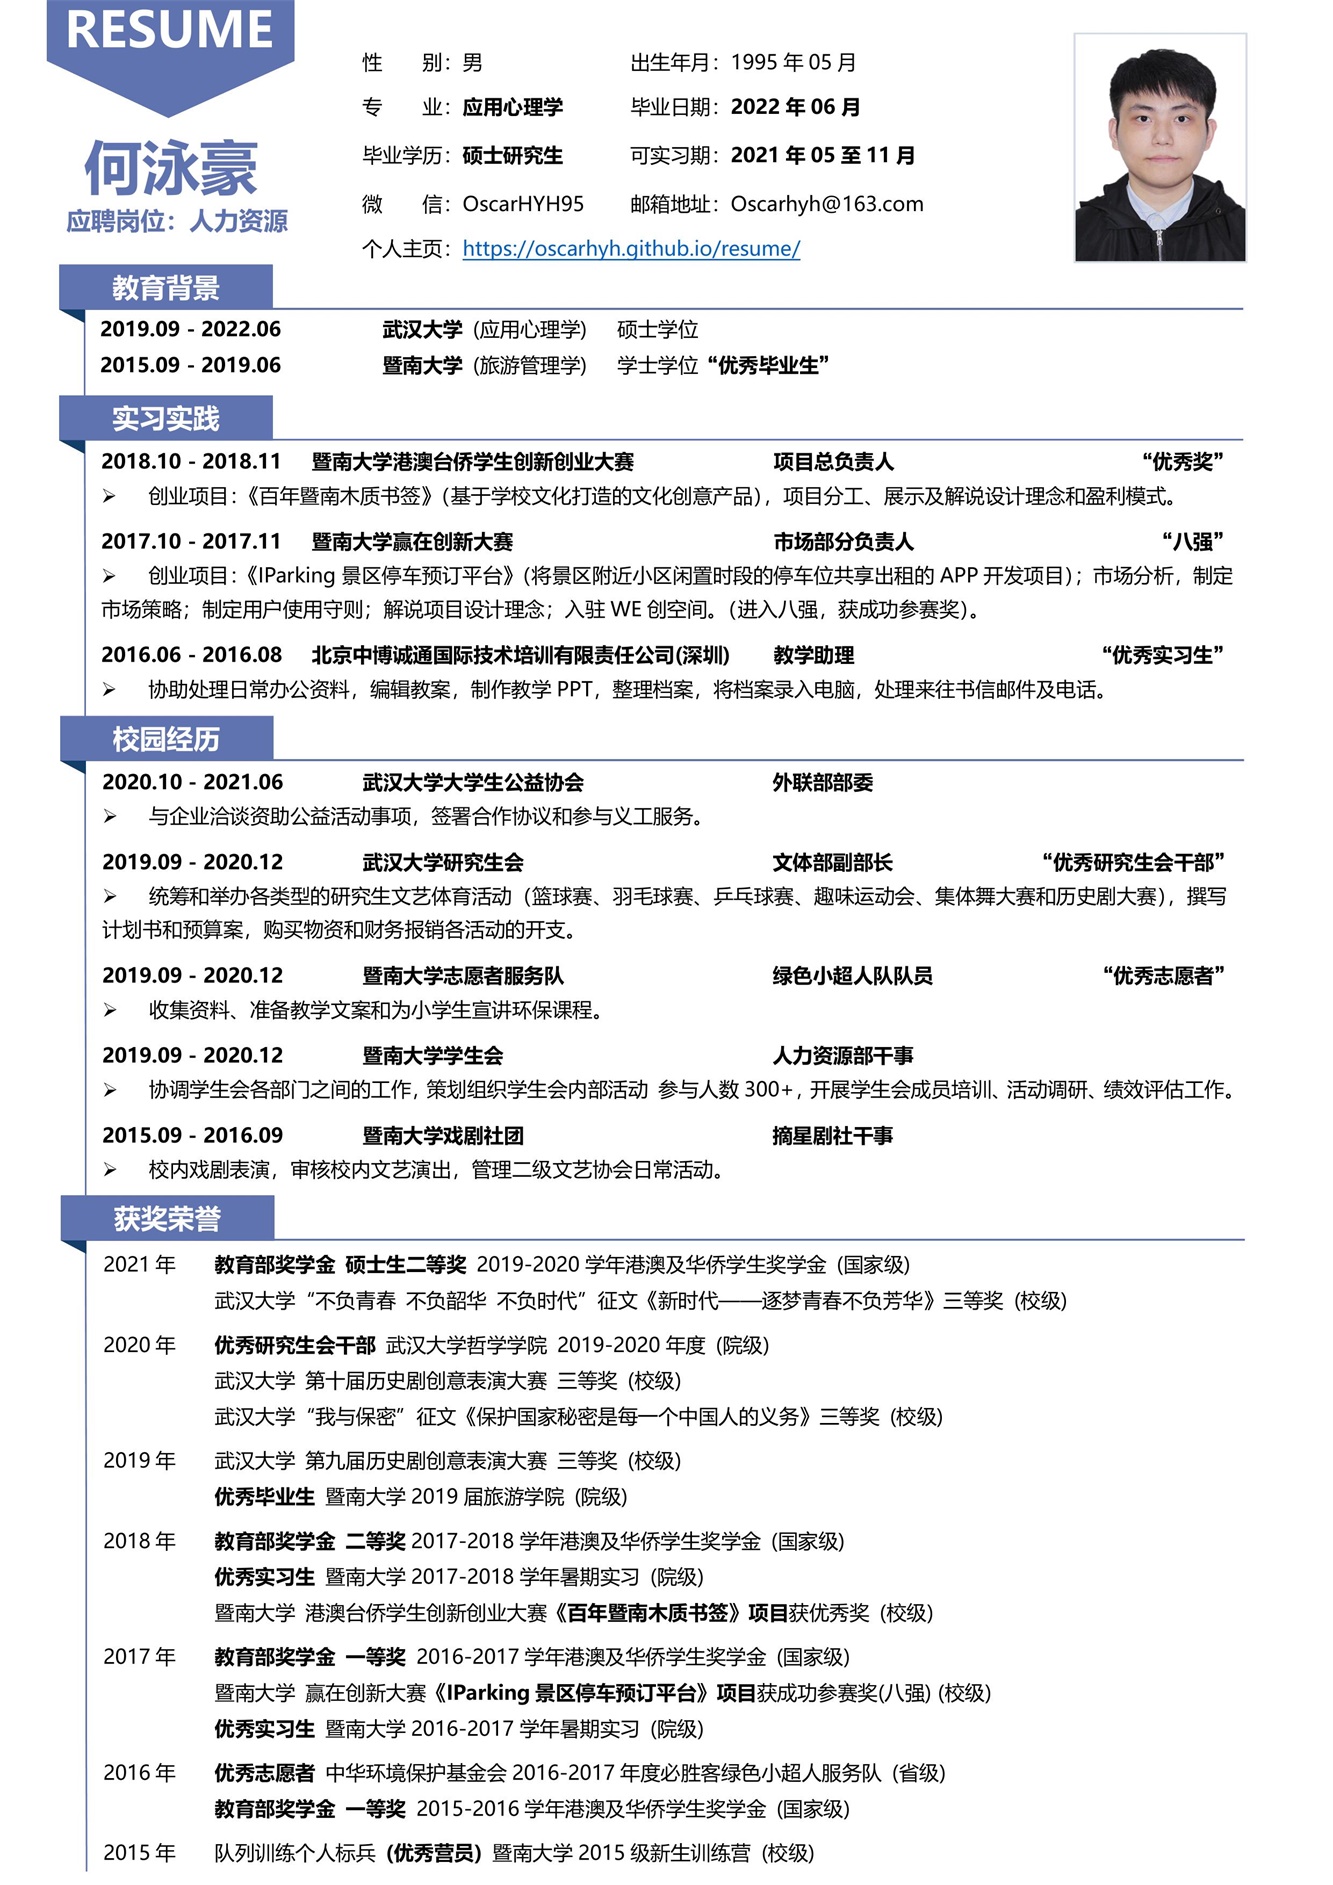 RESUME
何泳豪
应聘岗位：人力资源
性 别：男 出生年月：1995 年 05 月
专 业：应用心理学 毕业日期：2022 年 06 月
毕业学历：硕士研究生 可实习期：2021 年 05 至 11 月
微 信：OscarHYH95 邮箱地址：Oscarhyh@163.com
个人主页：https://oscarhyh.github.io/resume/
教育背景
2019.09 - 2022.06 武汉大学 (应用心理学) 硕士学位
2015.09 - 2019.06 暨南大学 (旅游管理学) 学士学位 “优秀毕业生”
实习实践
2018.10 - 2018.11 暨南大学港澳台侨学生创新创业大赛 项目总负责人 “优秀奖”
➢ 创业项目：《百年暨南木质书签》（基于学校文化打造的文化创意产品），项目分工、展示及解说设计理念和盈利模式。
2017.10 - 2017.11 暨南大学赢在创新大赛 市场部分负责人 “八强”
➢ 创业项目：《IParking 景区停车预订平台》（将景区附近小区闲置时段的停车位共享出租的 APP 开发项目）；市场分析，制定
市场策略；制定用户使用守则；解说项目设计理念；入驻 WE 创空间。（进入八强，获成功参赛奖）。
2016.06 - 2016.08 北京中博诚通国际技术培训有限责任公司(深圳) 教学助理 “优秀实习生”
➢ 协助处理日常办公资料，编辑教案，制作教学 PPT，整理档案，将档案录入电脑，处理来往书信邮件及电话。
校园经历
2020.10 - 2021.06 武汉大学大学生公益协会 外联部部委
➢ 与企业洽谈资助公益活动事项，签署合作协议和参与义工服务。
2019.09 - 2020.12 武汉大学研究生会 文体部副部长 “优秀研究生会干部”
➢ 统筹和举办各类型的研究生文艺体育活动（篮球赛、羽毛球赛、乒乓球赛、趣味运动会、集体舞大赛和历史剧大赛），撰写
计划书和预算案，购买物资和财务报销各活动的开支。
2019.09 - 2020.12 暨南大学志愿者服务队 绿色小超人队队员 “优秀志愿者”
➢ 收集资料、准备教学文案和为小学生宣讲环保课程。
2019.09 - 2020.12 暨南大学学生会 人力资源部干事
➢ 协调学生会各部门之间的工作，策划组织学生会内部活动 参与人数 300+，开展学生会成员培训、活动调研、绩效评估工作。
2015.09 - 2016.09 暨南大学戏剧社团 摘星剧社干事
➢ 校内戏剧表演，审核校内文艺演出，管理二级文艺协会日常活动。
获奖荣誉
2021 年 教育部奖学金 硕士生二等奖 2019-2020 学年港澳及华侨学生奖学金 (国家级)
武汉大学“不负青春 不负韶华 不负时代”征文《新时代——逐梦青春不负芳华》三等奖 (校级)
2020 年 优秀研究生会干部 武汉大学哲学学院 2019-2020 年度 (院级)
武汉大学 第十届历史剧创意表演大赛 三等奖 (校级)
武汉大学“我与保密”征文《保护国家秘密是每一个中国人的义务》三等奖 (校级)
2019 年 武汉大学 第九届历史剧创意表演大赛 三等奖 (校级)
优秀毕业生 暨南大学 2019 届旅游学院 (院级)
2018 年 教育部奖学金 二等奖 2017-2018 学年港澳及华侨学生奖学金 (国家级)
优秀实习生 暨南大学 2017-2018 学年暑期实习 (院级)
暨南大学 港澳台侨学生创新创业大赛《百年暨南木质书签》项目获优秀奖 (校级)
2017 年 教育部奖学金 一等奖 2016-2017 学年港澳及华侨学生奖学金 (国家级)
暨南大学 赢在创新大赛《IParking 景区停车预订平台》项目获成功参赛奖(八强) (校级)
优秀实习生 暨南大学 2016-2017 学年暑期实习 (院级)
2016 年 优秀志愿者 中华环境保护基金会 2016-2017 年度必胜客绿色小超人服务队 (省级)
教育部奖学金 一等奖 2015-2016 学年港澳及华侨学生奖学金 (国家级)
2015 年 队列训练个人标兵 (优秀营员) 暨南大学 2015 级新生训练营 (校级)